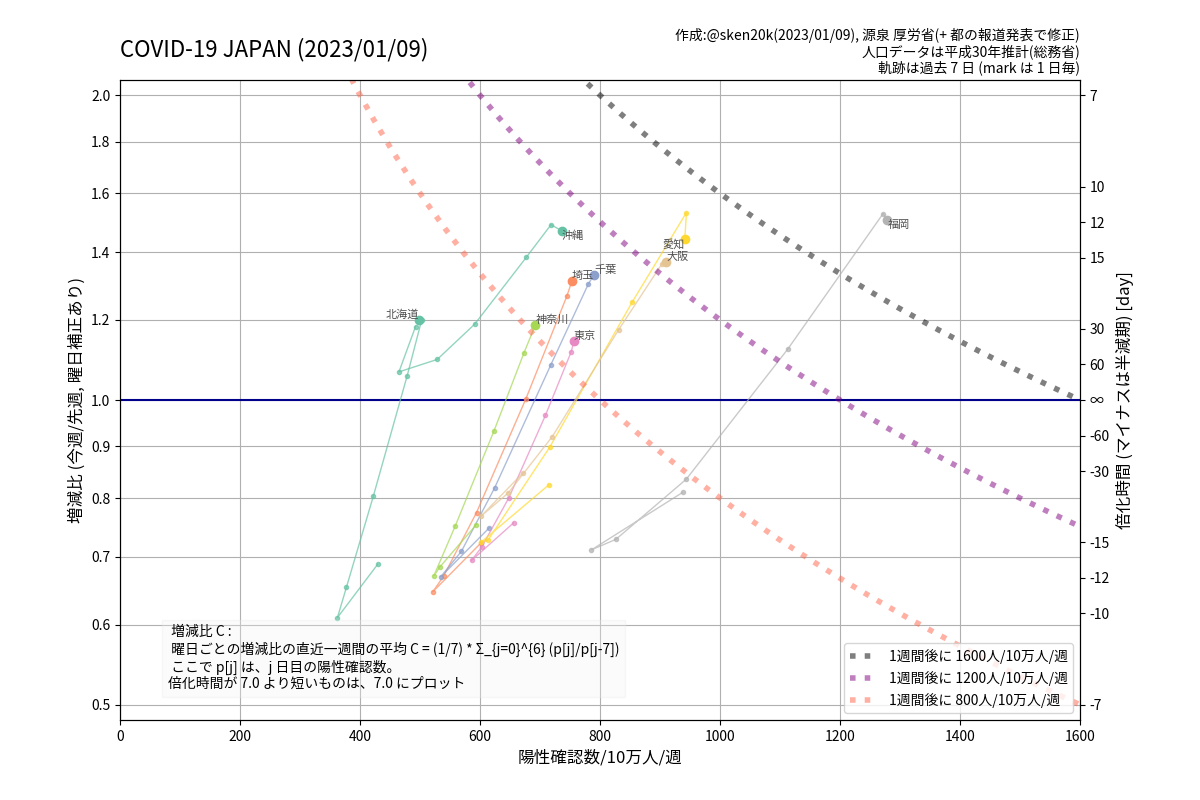 COVID-19 JAPAN (2023/01/09)
作成:@sken20k(2023/01/09), 源泉 厚労省(+ 都の報道発表で修正)
人口データは平成30年推計(総務省)
軌跡は過去 7 日 (mark は 1 日毎)
増減比 (今週/先週, 曜日補正あり)
2.0
1.8
1.6
1.4
1.2
1.0
0.9
0.8
0.7
0.6
0.5
沖縄
北海道
埼玉
千葉
神奈川
東京
愛知
大阪
福岡
7
10
12
15
30
60
∞
-60
-30
-15
-12
-10
-7
倍化時間 (マイナスは半減期) [day]
増減比 C :
曜日ごとの増減比の直近一週間の平均 C = (1/7) * Σ_{j=0}^{6} (p[j]/p[j-7])
ここで p[j] は、j 日目の陽性確認数。
倍化時間が 7.0 より短いものは、7.0 にプロット
1週間後に 1600人/10万人/週
1週間後に 1200人/10万人/週
1週間後に 800人/10万人/週
0 200 400 600 800 1000 1200 1400 1600
陽性確認数/10万人/週